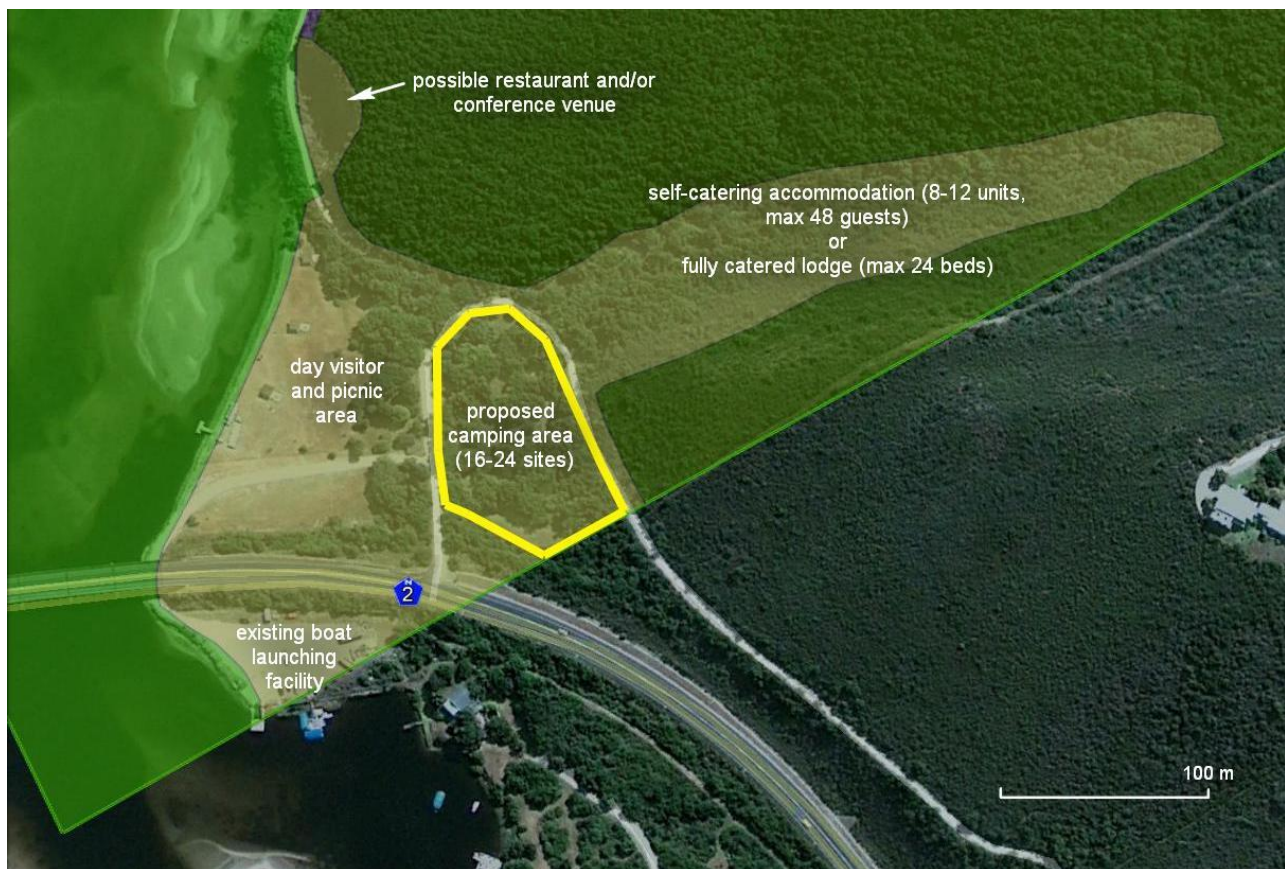 possible restaurant and/or
conference venue
self-catering accommodation (8-12 units,
max 48 guests)
or
fully catered lodge (max 24 beds)
day visitor
and picnic
area
proposed
camping area
(16-24 sites)
N
2
existing boat
launching
facility
100 m